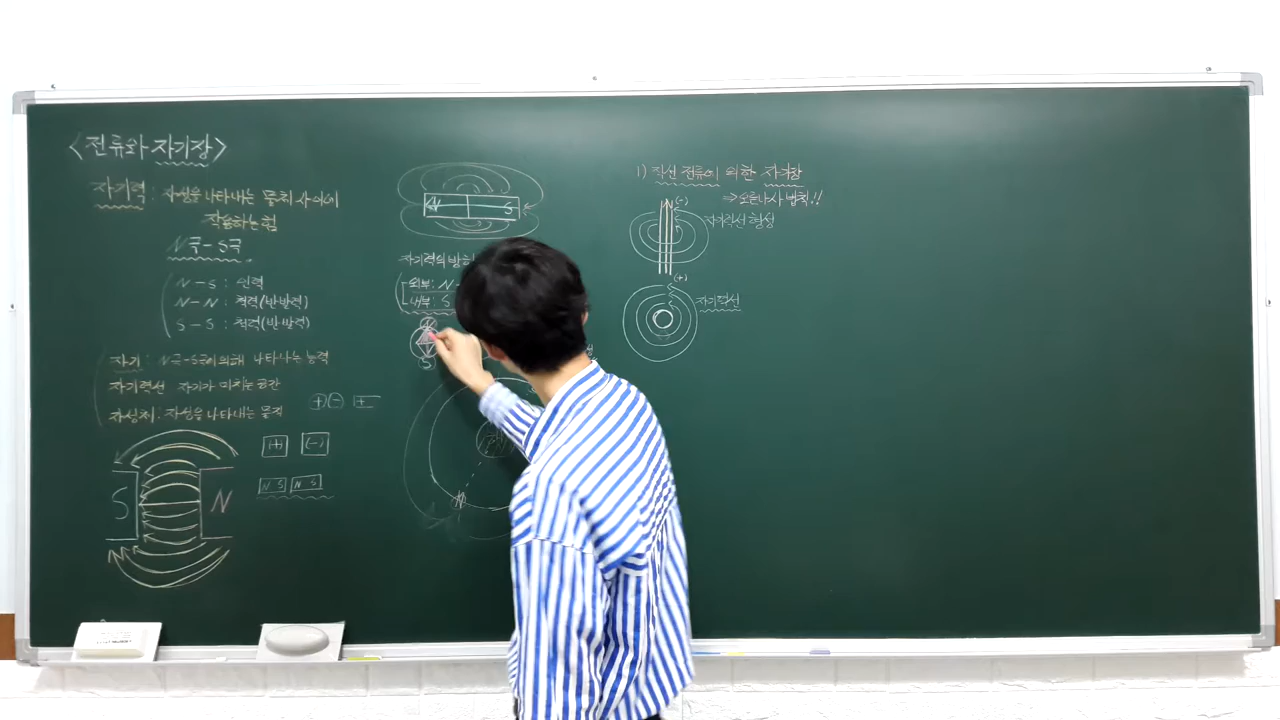 <전류와 자기장>
자기력 : 자성을 나타내는 물체 사이에
작용하는 힘
N극-S극
N-S : 인력
N-N : 척력(반발력)
S-S : 척력(반발력)
자기 : N극-S극에 의해 나타나는 능력
자기력선 자기가 미치는 공간
자성체 : 자성을 나타내는 물질
+ - + -
(+) (-)
N S N S
S N
N S
자기력의 방향
외부: N-
내부: S
N
S
N
1) 직선 전류에 의한 자기장
⇒오른나사 법칙!!
(-)
자기력선 형성
(+)
자기력선